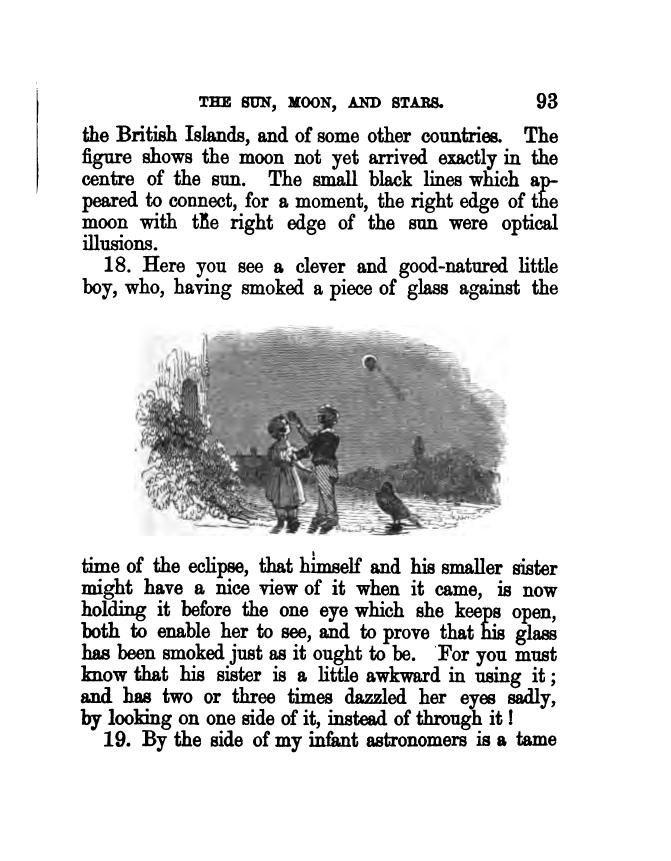 THE SUN, MOON, AND STARS. 93
the British Islands, and of some other countries. The
figure shows the moon not yet arrived exactly in the
centre of the sun. The small black lines which ap-
peared to connect, for a moment, the right edge of the
moon with the right edge of the sun were optical
illusions.
18. Here you see a clever and good-natured little
boy, who, having smoked a piece of glass against the
time of the eclipse, that himself and his smaller sister
might have a nice view of it when it came, is now
holding it before the one eye which she keeps open,
both to enable her to see, and to prove that his glass
has been smoked just as it ought to be. For you must
know that his sister is a little awkward in using it;
and has two or three times dazzled her eyes sadly,
by looking on one side of it, instead of through it!
19. By the side of my infant astronomers is a tame